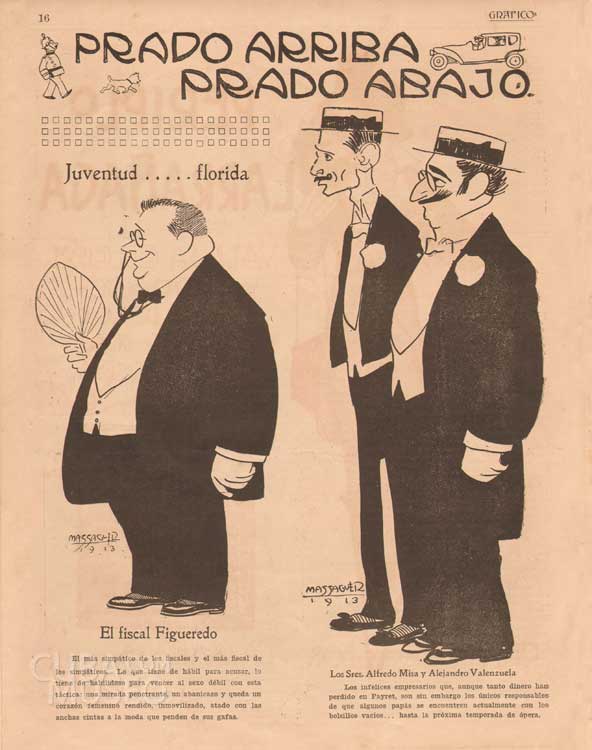 16
GRAFICO
PRADO ARRIBA
PRADO ABAJO.
Juventud . . . . . florida
MASSAGUER
1913
MASSAGUER
1913
El fiscal Figueredo
El más simpático de los fiscales y el más fiscal de
los simpáticos. Lo que tiene de hábil para acusar, lo
tiene de habilidoso para vencer al sexo débil con esta
táctica: una mirada penetrante, un abanicazo y queda un
corazón femenino rendido, inmovilizado, atado con las
anchas cintas a la moda que penden de sus gafas.
Los Sres. Alfredo Misa y Alejandro Valenzuela
Los infelices empresarios que, aunque tanto dinero han
perdido en Payret, son sin embargo los únicos responsables
de que algunos papás se encuentren actualmente con los
bolsillos vacíos... hasta la próxima temporada de ópera.